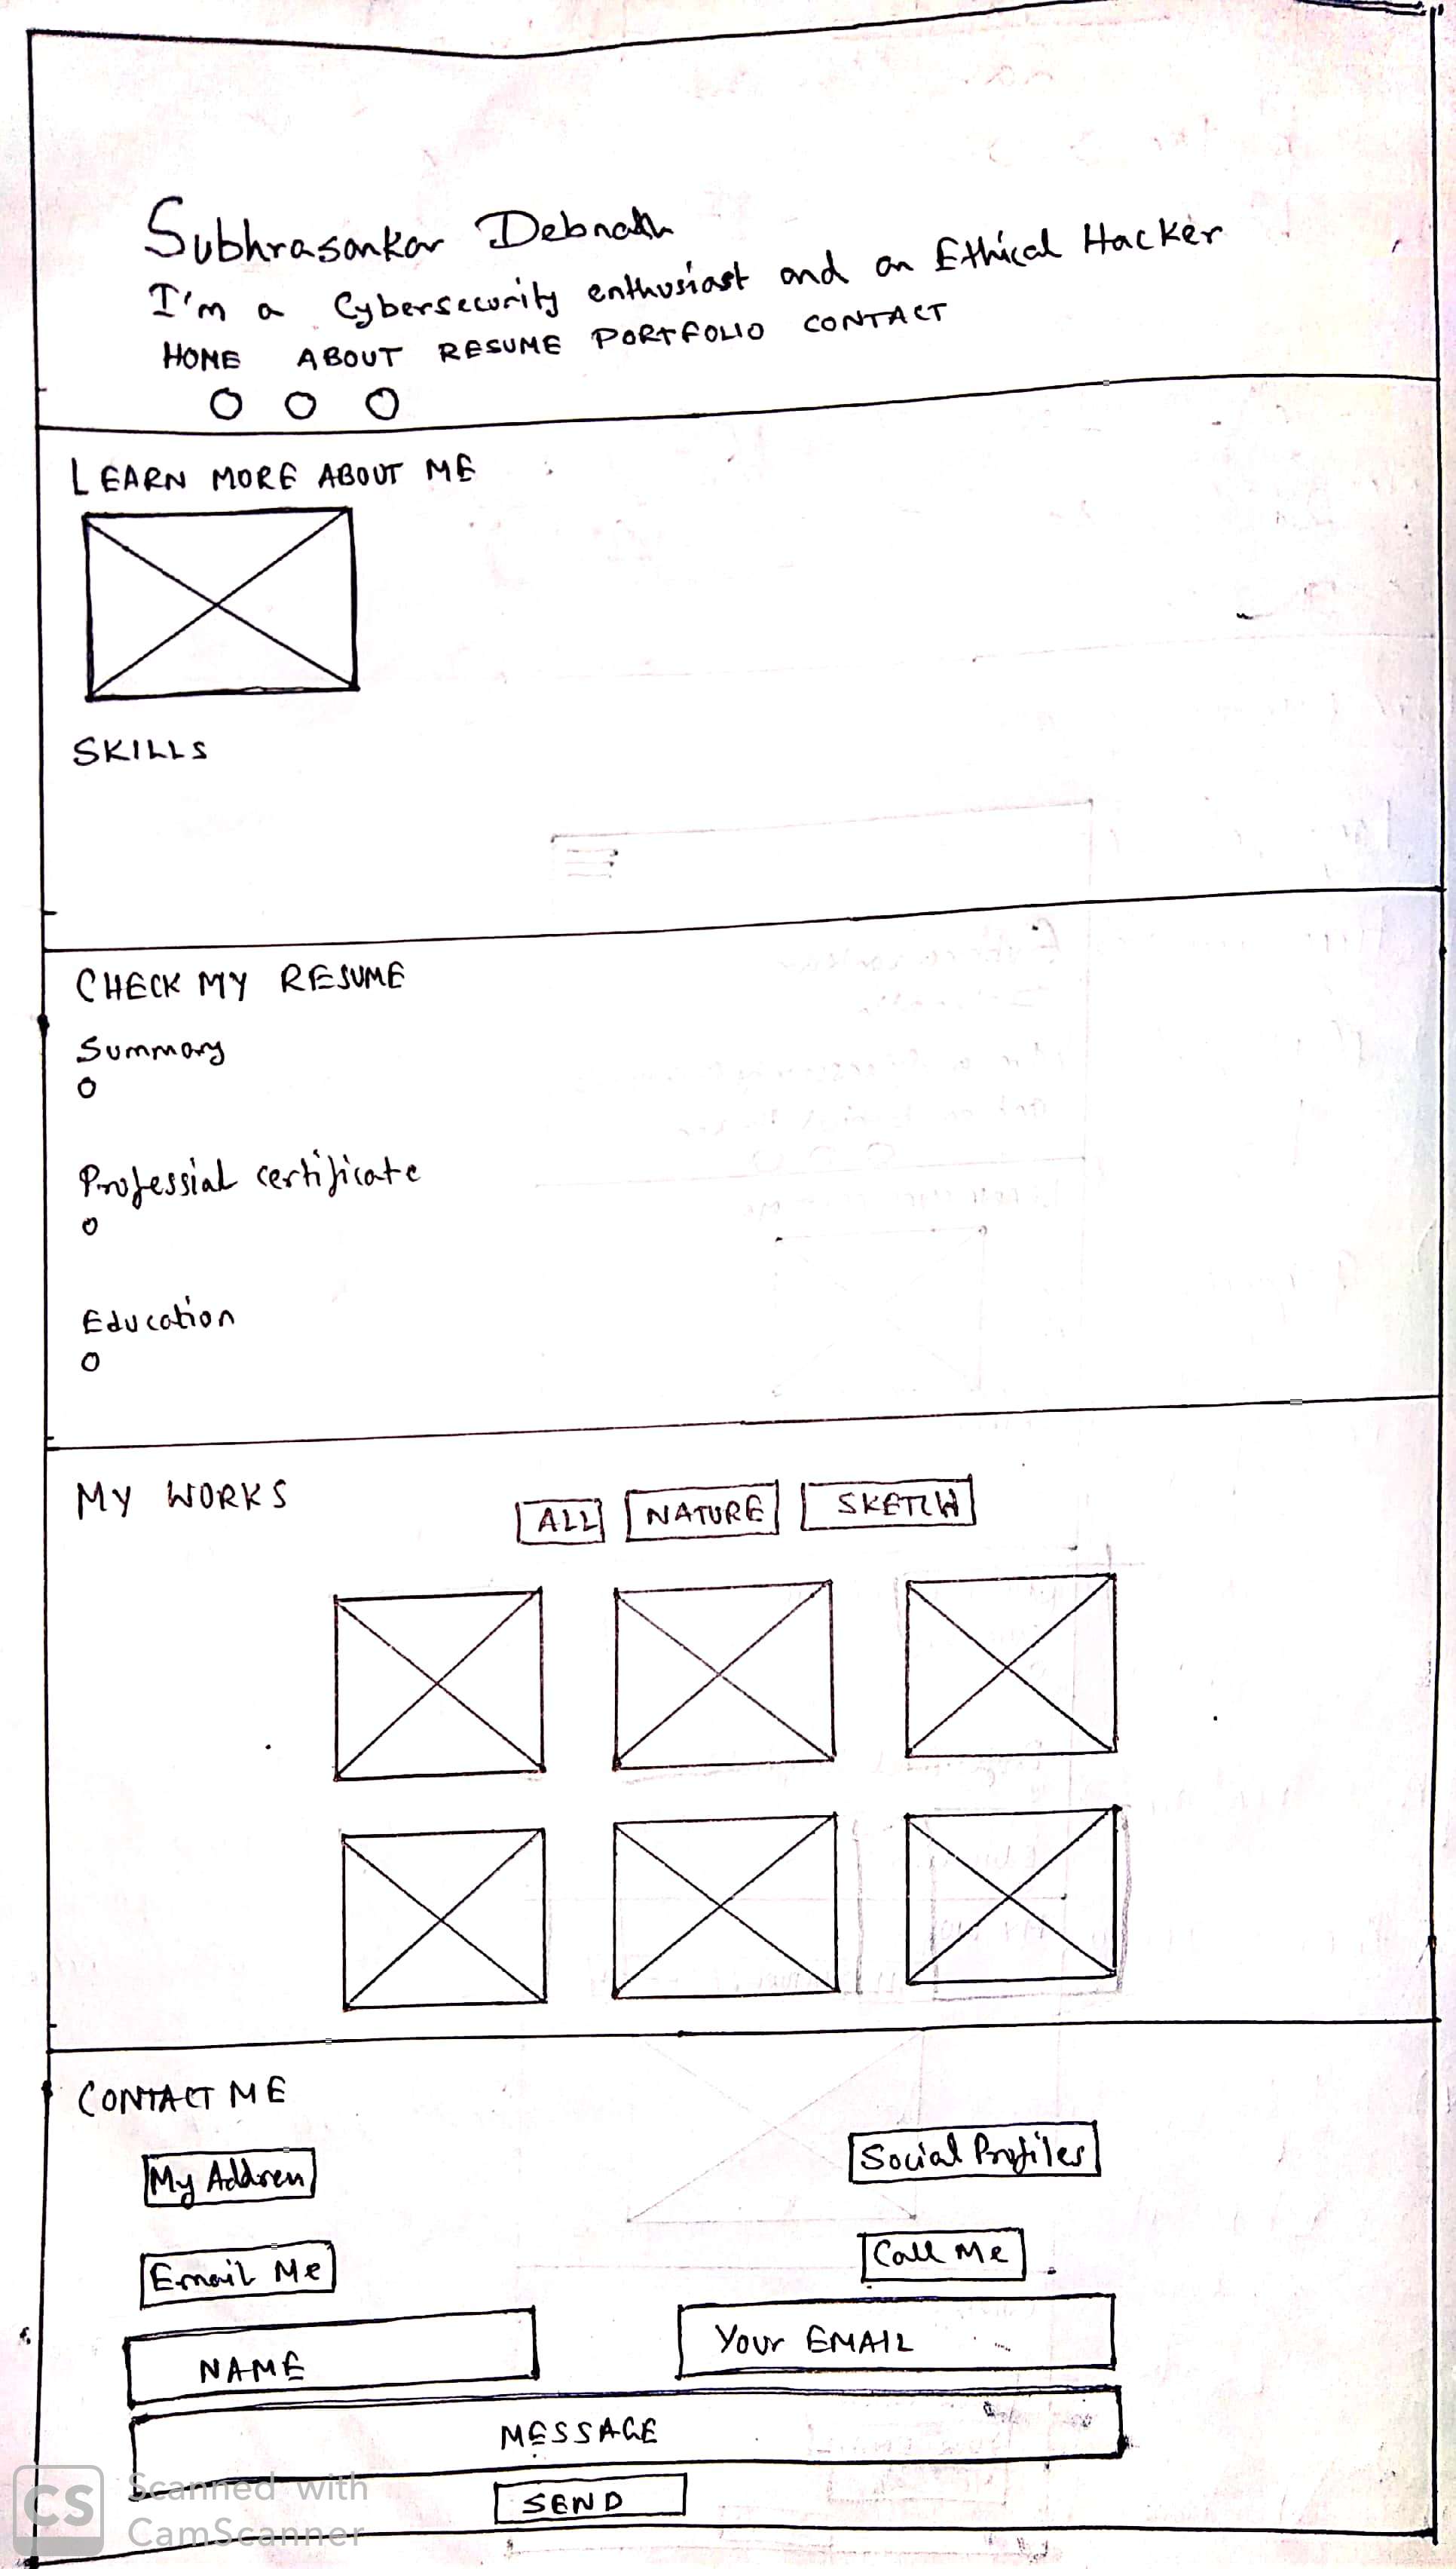 Subhrasankar Debnath
I'm a Cybersecurity enthusiast and an Ethical Hacker
HOME ABOUT RESUME PORTFOLIO CONTACT
LEARN MORE ABOUT ME
SKILLS
CHECK MY RESUME
Summary
Professial certificate
Education
MY WORKS
ALL NATURE SKETCH
CONTACT ME
My Address Social Profiles
Email Me Call Me
NAME Your EMAIL
MESSAGE
SEND
CS Scanned with
CamScanner